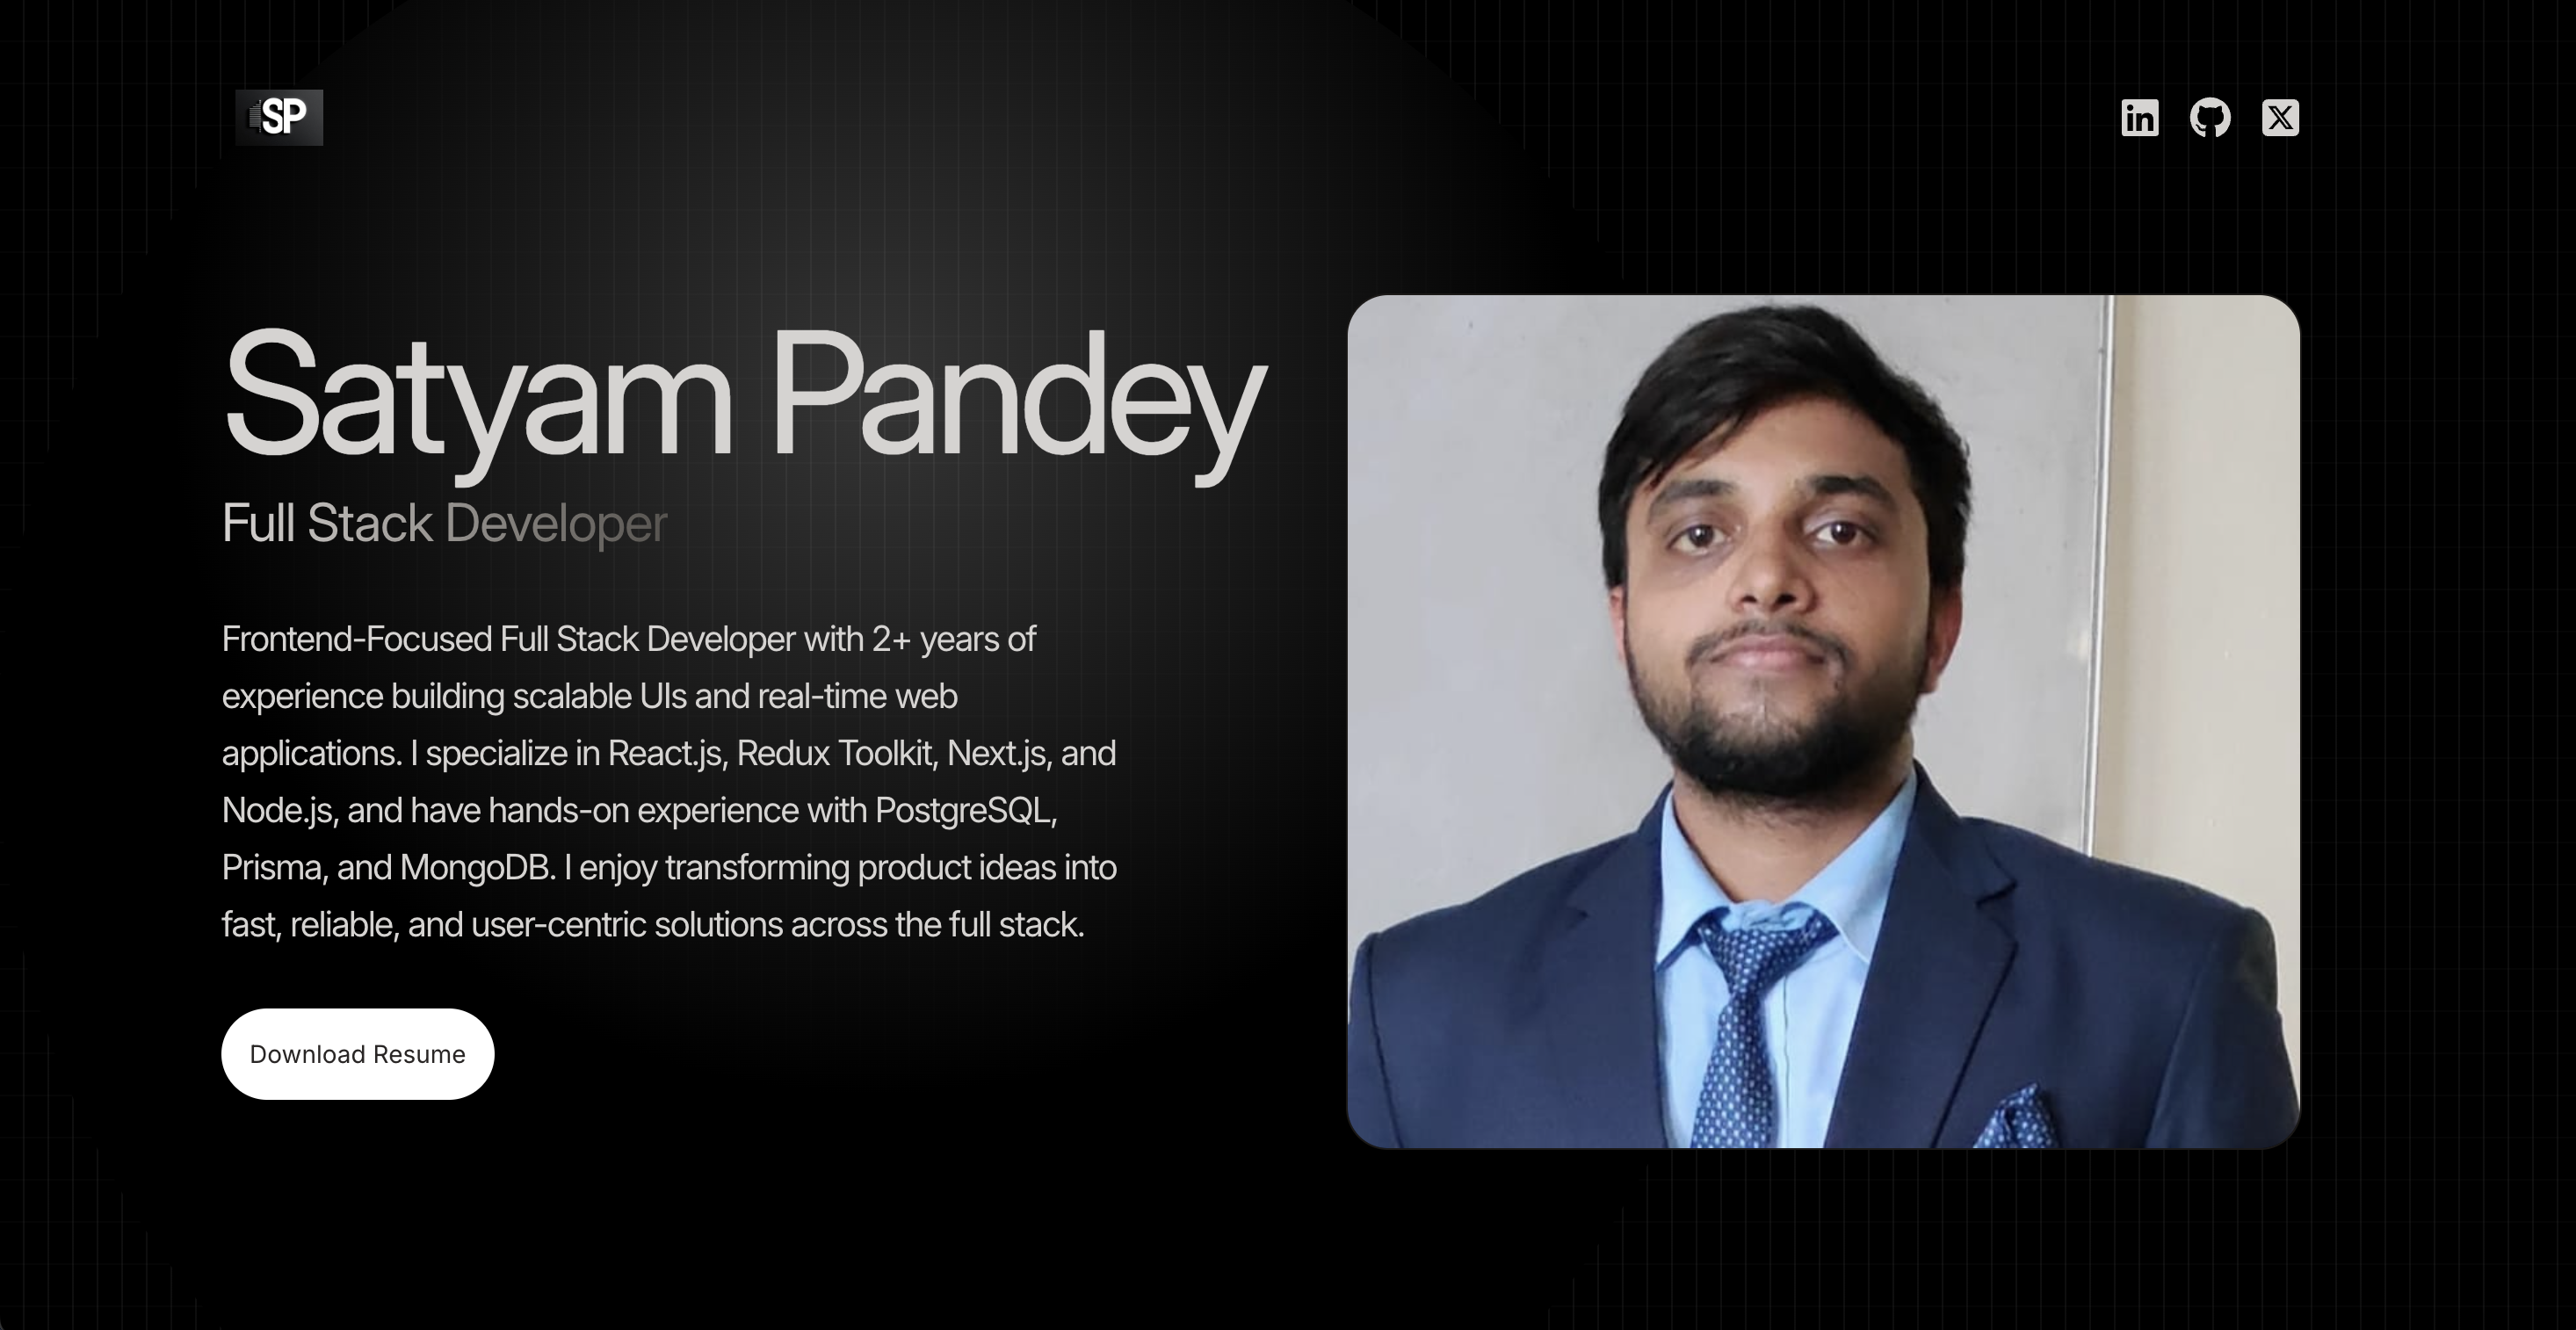 SP
Satyam Pandey
Full Stack Developer
Frontend-Focused Full Stack Developer with 2+ years of
experience building scalable UIs and real-time web
applications. I specialize in React.js, Redux Toolkit, Next.js, and
Node.js, and have hands-on experience with PostgreSQL,
Prisma, and MongoDB. I enjoy transforming product ideas into
fast, reliable, and user-centric solutions across the full stack.
Download Resume